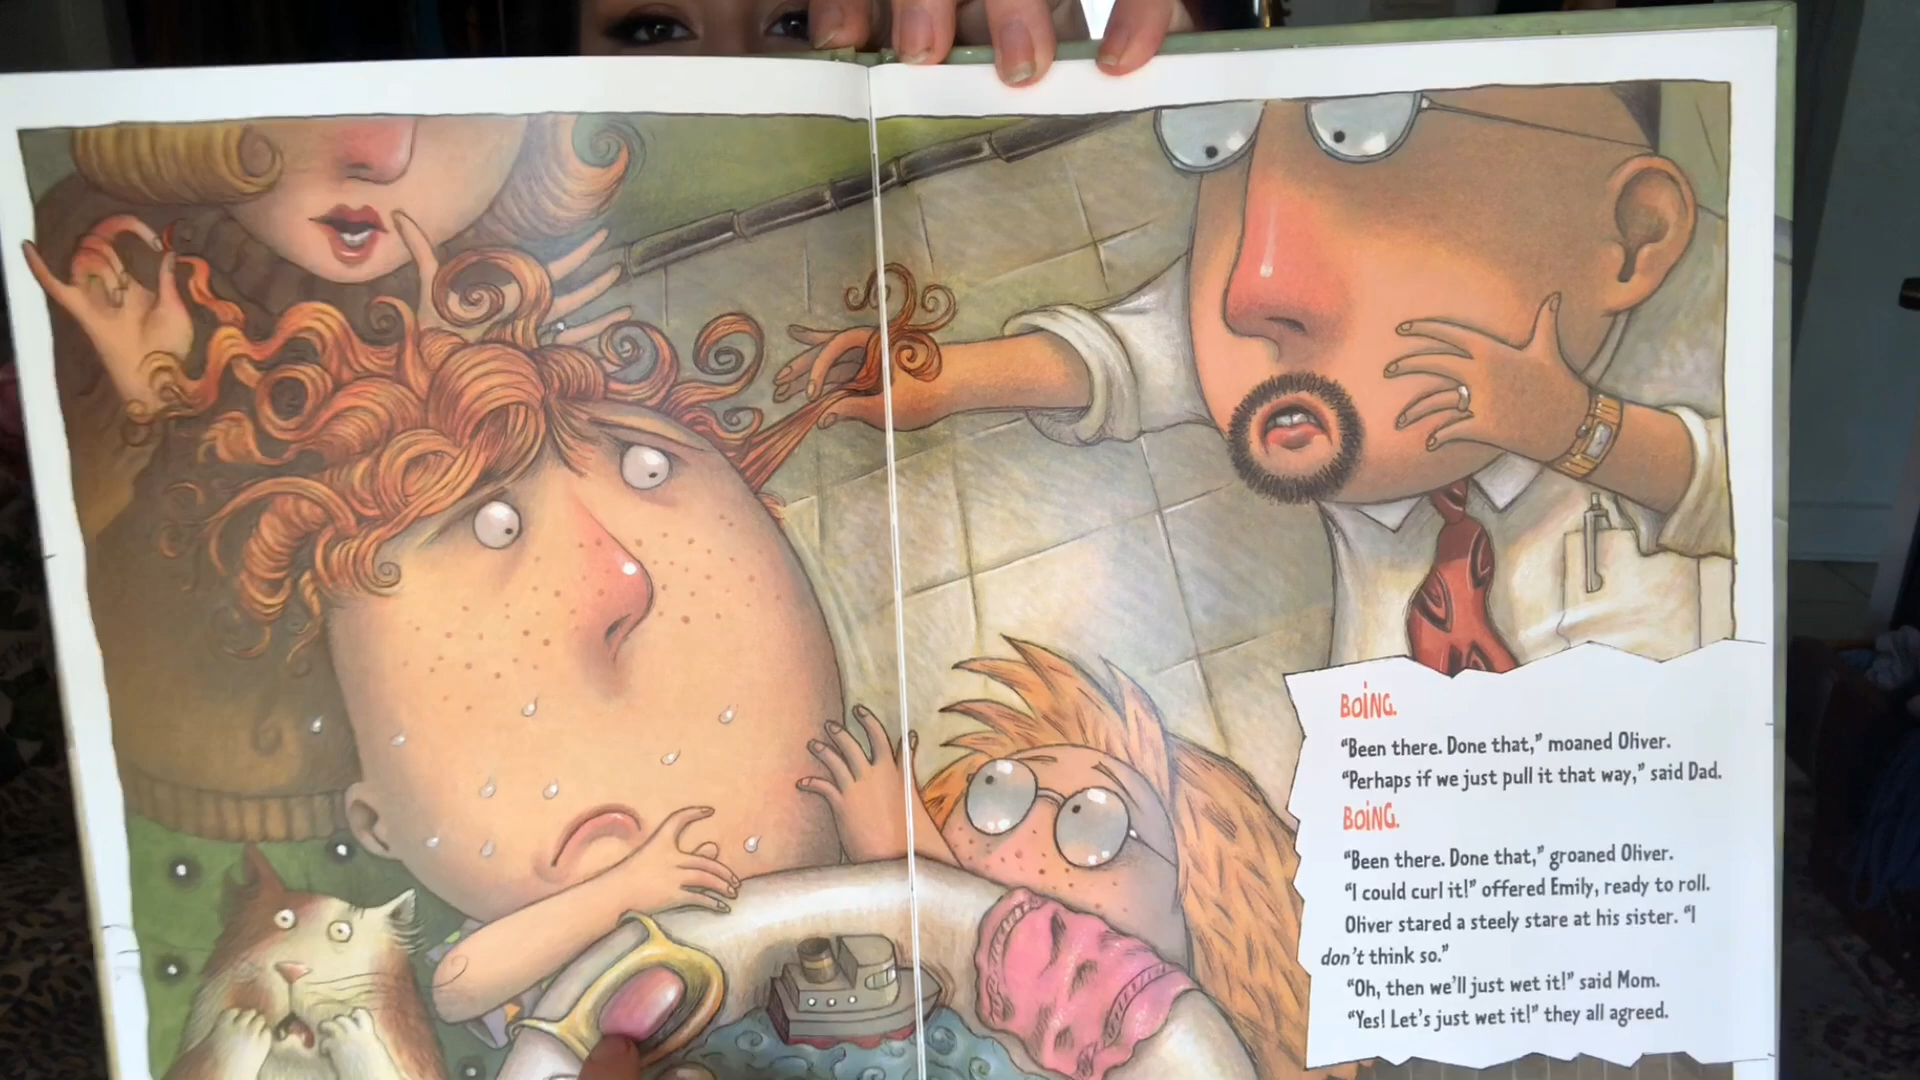 BOING.
“Been there. Done that,” moaned Oliver.
“Perhaps if we just pull it that way,” said Dad.
BOING.
“Been there. Done that,” groaned Oliver.
“I could curl it!” offered Emily, ready to roll.
Oliver stared a steely stare at his sister. “I
don’t think so.”
“Oh, then we’ll just wet it!” said Mom.
“Yes! Let’s just wet it!” they all agreed.